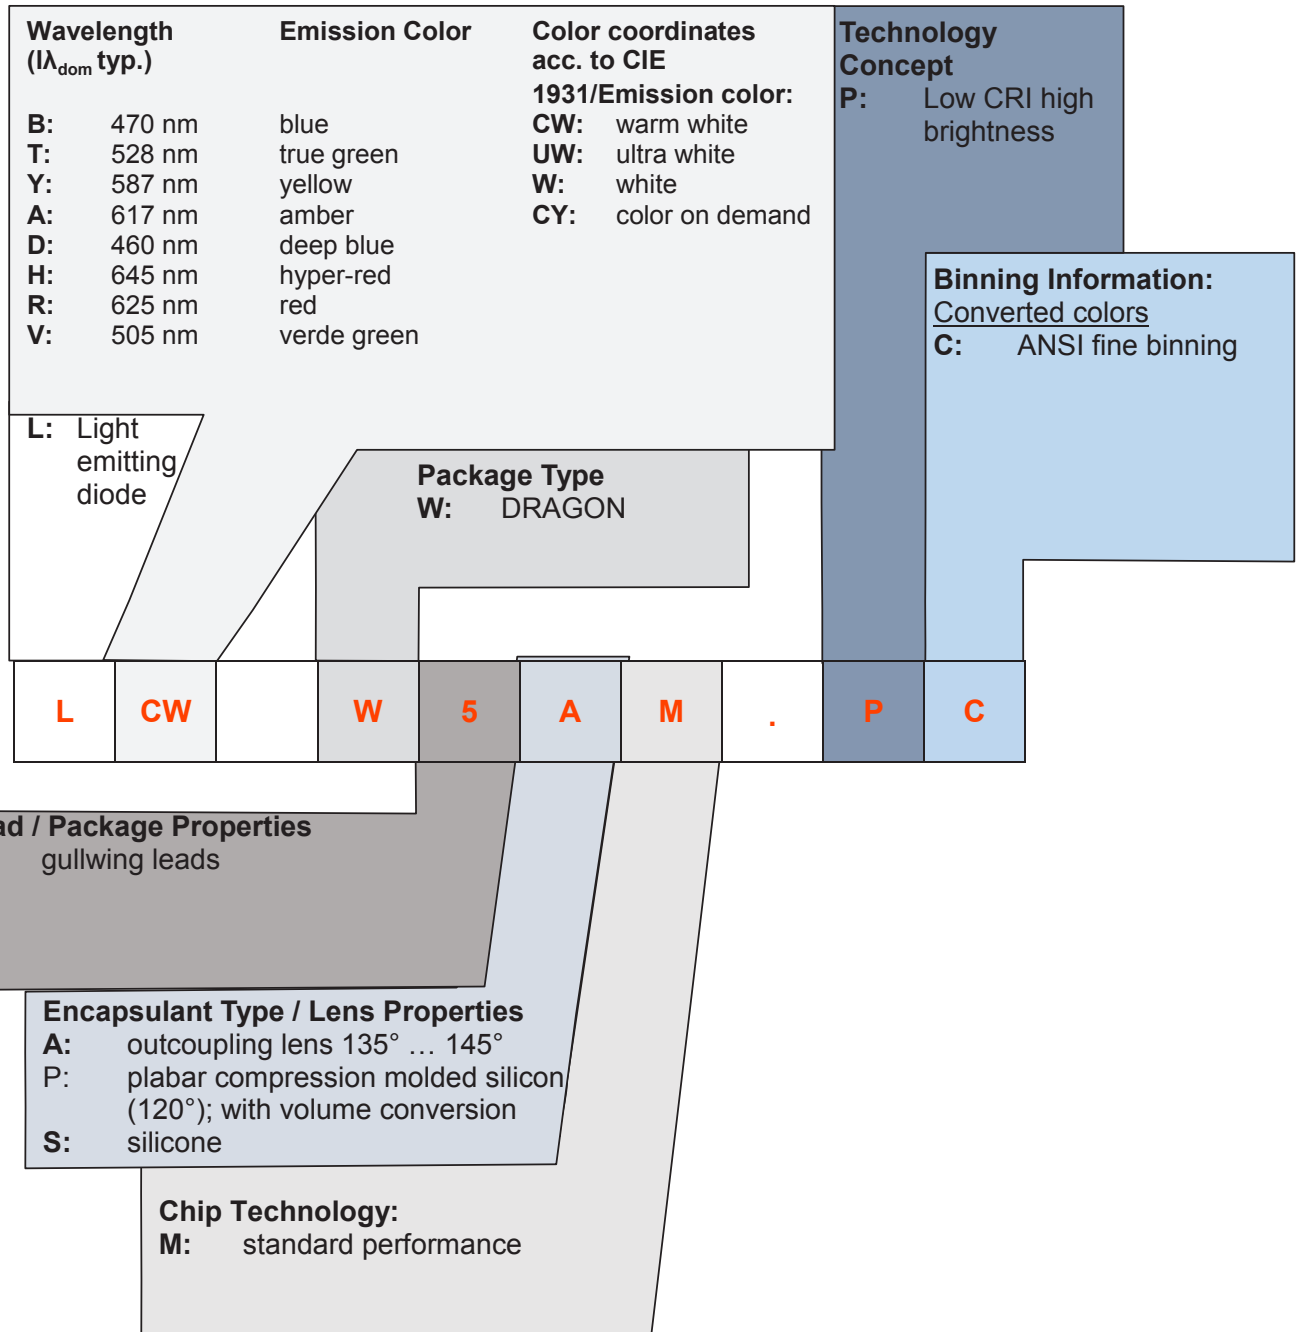 Wavelength Emission Color Color coordinates Technology
(lλdom typ.) acc. to CIE Concept
1931/Emission color: P: Low CRI high
B: 470 nm blue CW: warm white brightness
T: 528 nm true green UW: ultra white
Y: 587 nm yellow W: white
A: 617 nm amber CY: color on demand
D: 460 nm deep blue
H: 645 nm hyper-red Binning Information:
R: 625 nm red Converted colors
V: 505 nm verde green C: ANSI fine binning
L: Light
emitting
diode
Package Type
W: DRAGON
L CW W 5 A M . P C
ad / Package Properties
gullwing leads
Encapsulant Type / Lens Properties
A: outcoupling lens 135° … 145°
P: plabar compression molded silicon
(120°); with volume conversion
S: silicone
Chip Technology:
M: standard performance